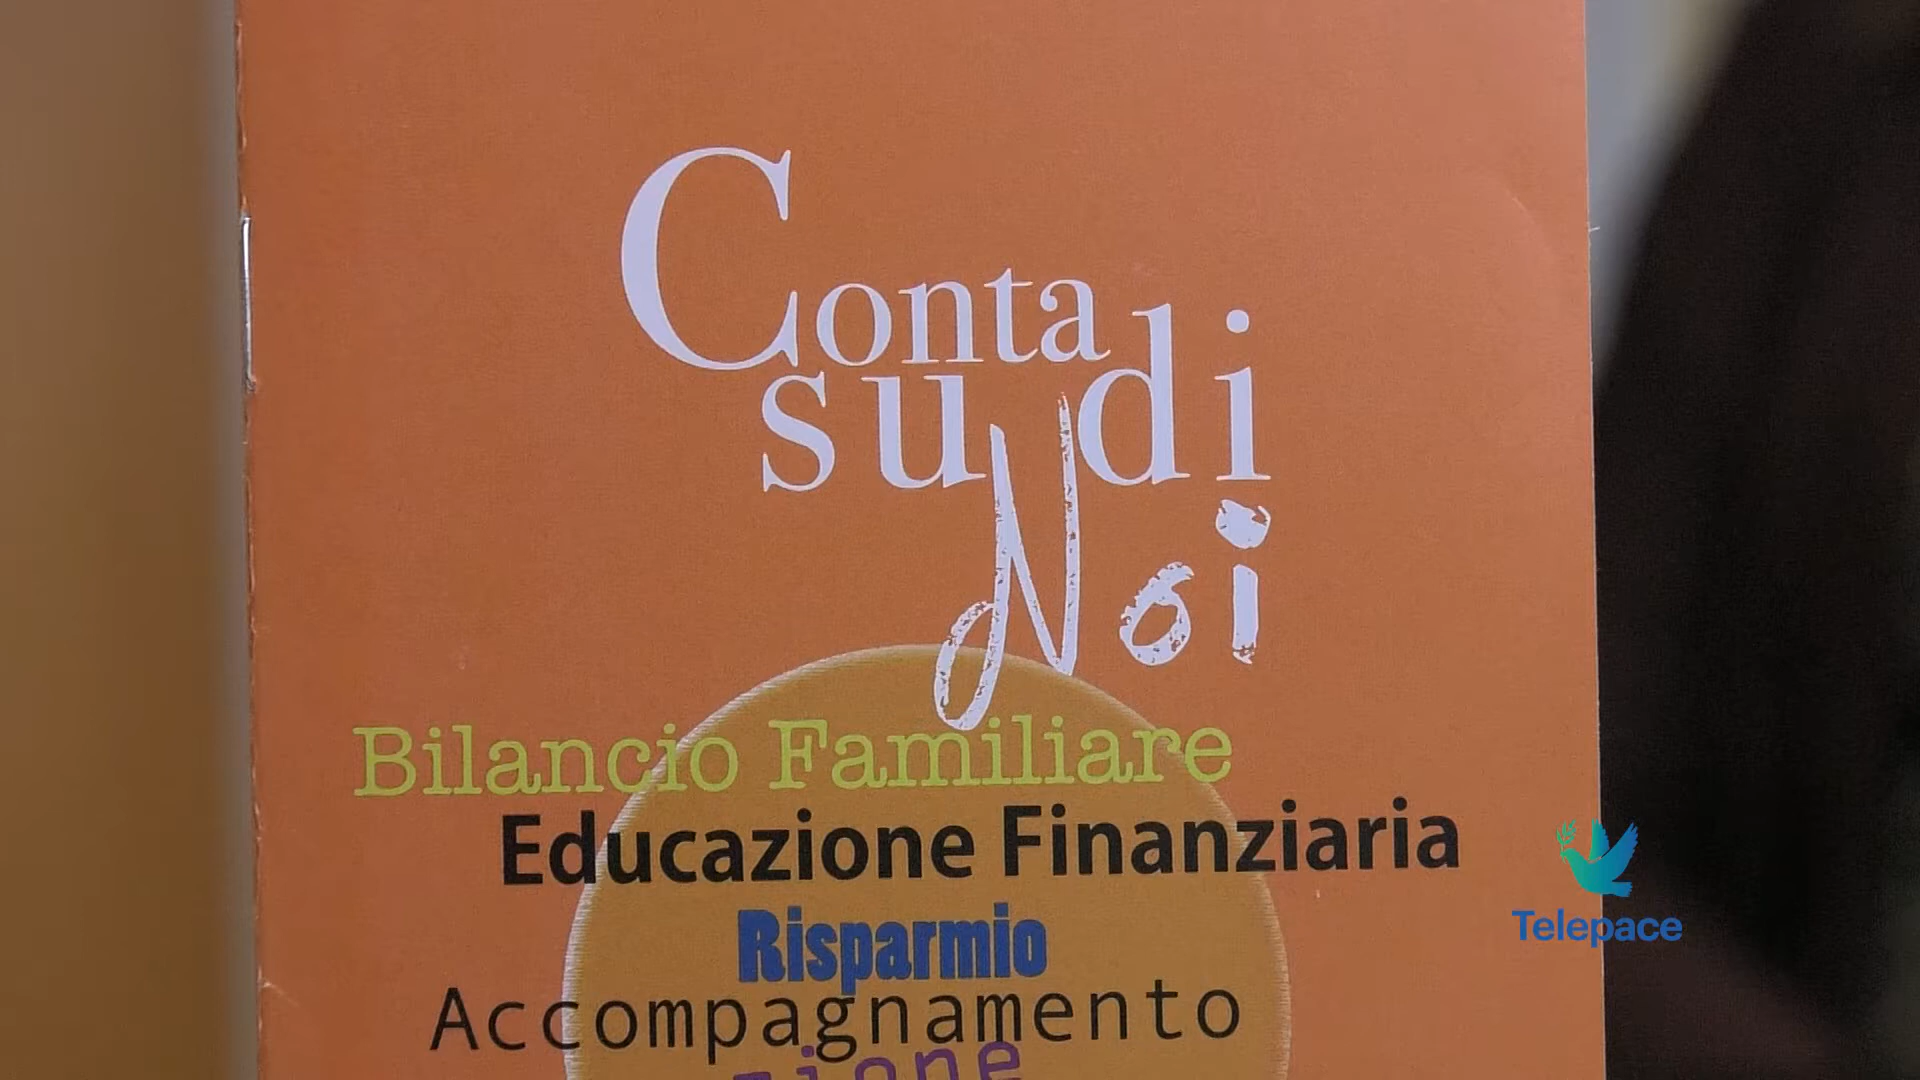 Conta
su di
Noi
Bilancio Familiare
Educazione Finanziaria
Risparmio
Accompagnamento
Telepace